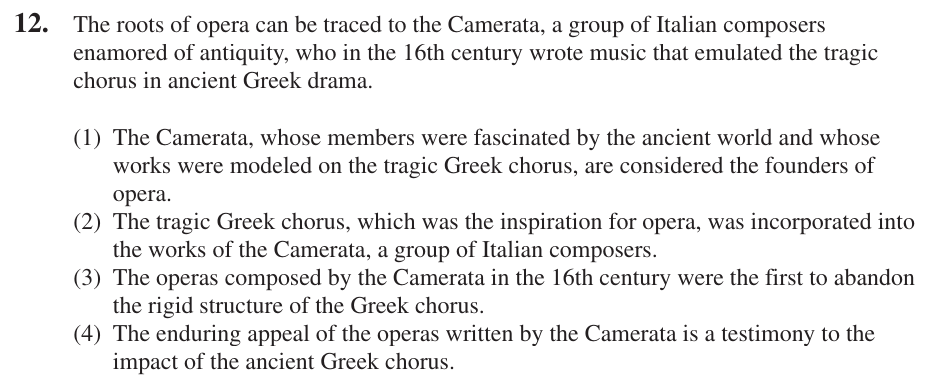 12. The roots of opera can be traced to the Camerata, a group of Italian composers
enamored of antiquity, who in the 16th century wrote music that emulated the tragic
chorus in ancient Greek drama.
(1) The Camerata, whose members were fascinated by the ancient world and whose
works were modeled on the tragic Greek chorus, are considered the founders of
opera.
(2) The tragic Greek chorus, which was the inspiration for opera, was incorporated into
the works of the Camerata, a group of Italian composers.
(3) The operas composed by the Camerata in the 16th century were the first to abandon
the rigid structure of the Greek chorus.
(4) The enduring appeal of the operas written by the Camerata is a testimony to the
impact of the ancient Greek chorus.